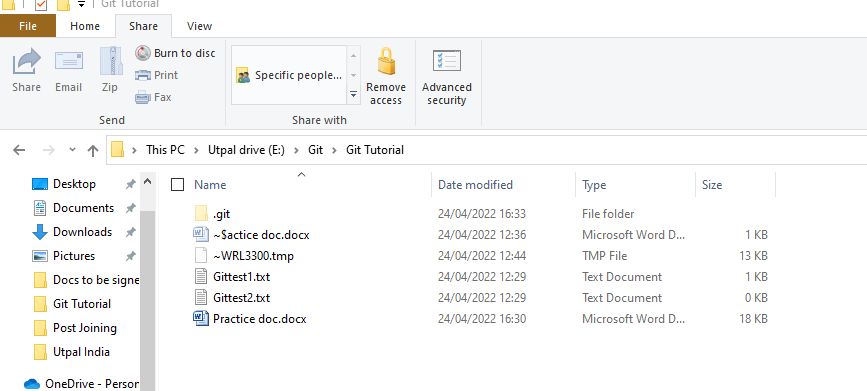 Git Tutorial
File Home Share View
Share Email Zip Burn to disc Print Fax Specific people... Remove access Advanced security
Send Share with
This PC > Utpal drive (E:) > Git > Git Tutorial
Desktop
Documents
Downloads
Pictures
Docs to be signe
Git Tutorial
Post Joining
Utpal India
OneDrive - Person
Name Date modified Type Size
.git 24/04/2022 16:33 File folder
~$actice doc.docx 24/04/2022 12:36 Microsoft Word D... 1 KB
~WRL3300.tmp 24/04/2022 12:44 TMP File 13 KB
Gittest1.txt 24/04/2022 12:29 Text Document 1 KB
Gittest2.txt 24/04/2022 12:29 Text Document 0 KB
Practice doc.docx 24/04/2022 16:30 Microsoft Word D... 18 KB